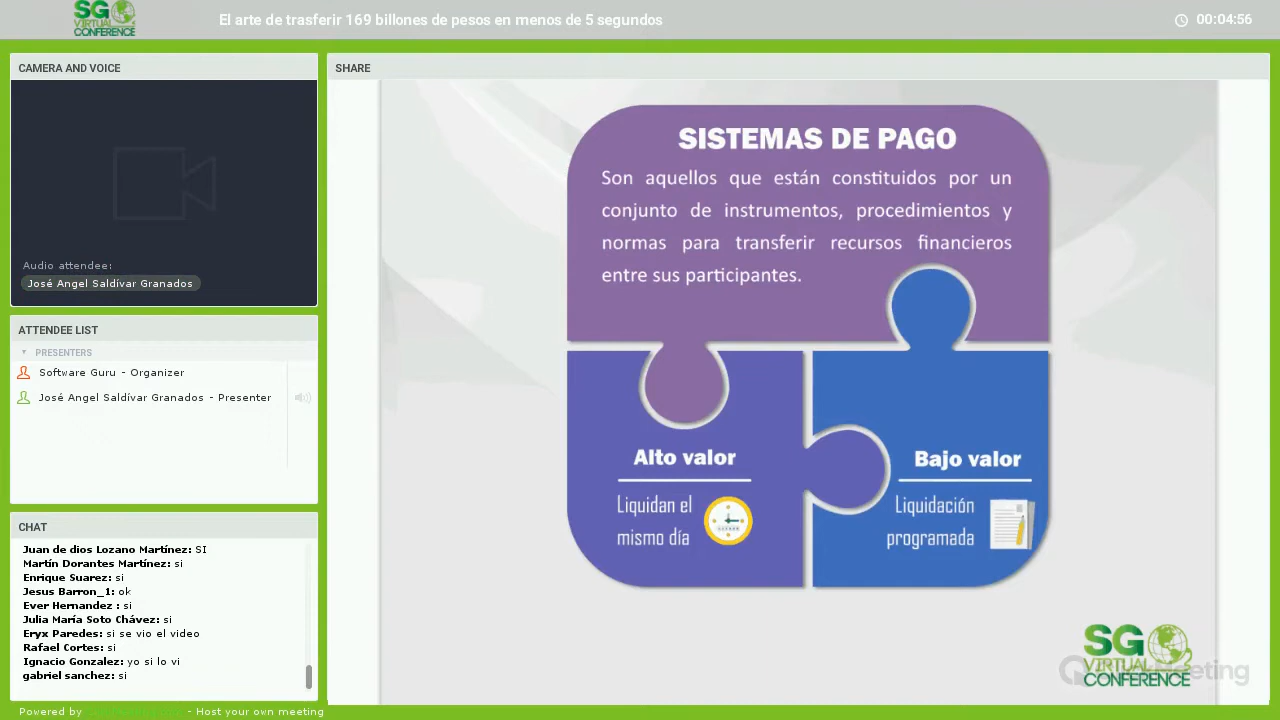 SG
VIRTUAL
CONFERENCE
El arte de trasferir 169 billones de pesos en menos de 5 segundos
00:04:56
CAMERA AND VOICE
Audio attendee:
José Angel Saldívar Granados
ATTENDEE LIST
PRESENTERS
Software Guru - Organizer
José Angel Saldívar Granados - Presenter
CHAT
Juan de dios Lozano Martínez: SI
Martín Dorantes Martínez: si
Enrique Suarez: si
Jesus Barron_1: ok
Ever Hernandez : si
Julia María Soto Chávez: si
Eryx Paredes: si se vio el video
Rafael Cortes: si
Ignacio Gonzalez: yo si lo vi
gabriel sanchez: si
Powered by - Host your own meeting
SHARE
SISTEMAS DE PAGO
Son aquellos que están constituidos por un
conjunto de instrumentos, procedimientos y
normas para transferir recursos financieros
entre sus participantes.
Alto valor
Liquidan el
mismo día
Bajo valor
Liquidación
programada
SG
VIRTUAL
CONFERENCE